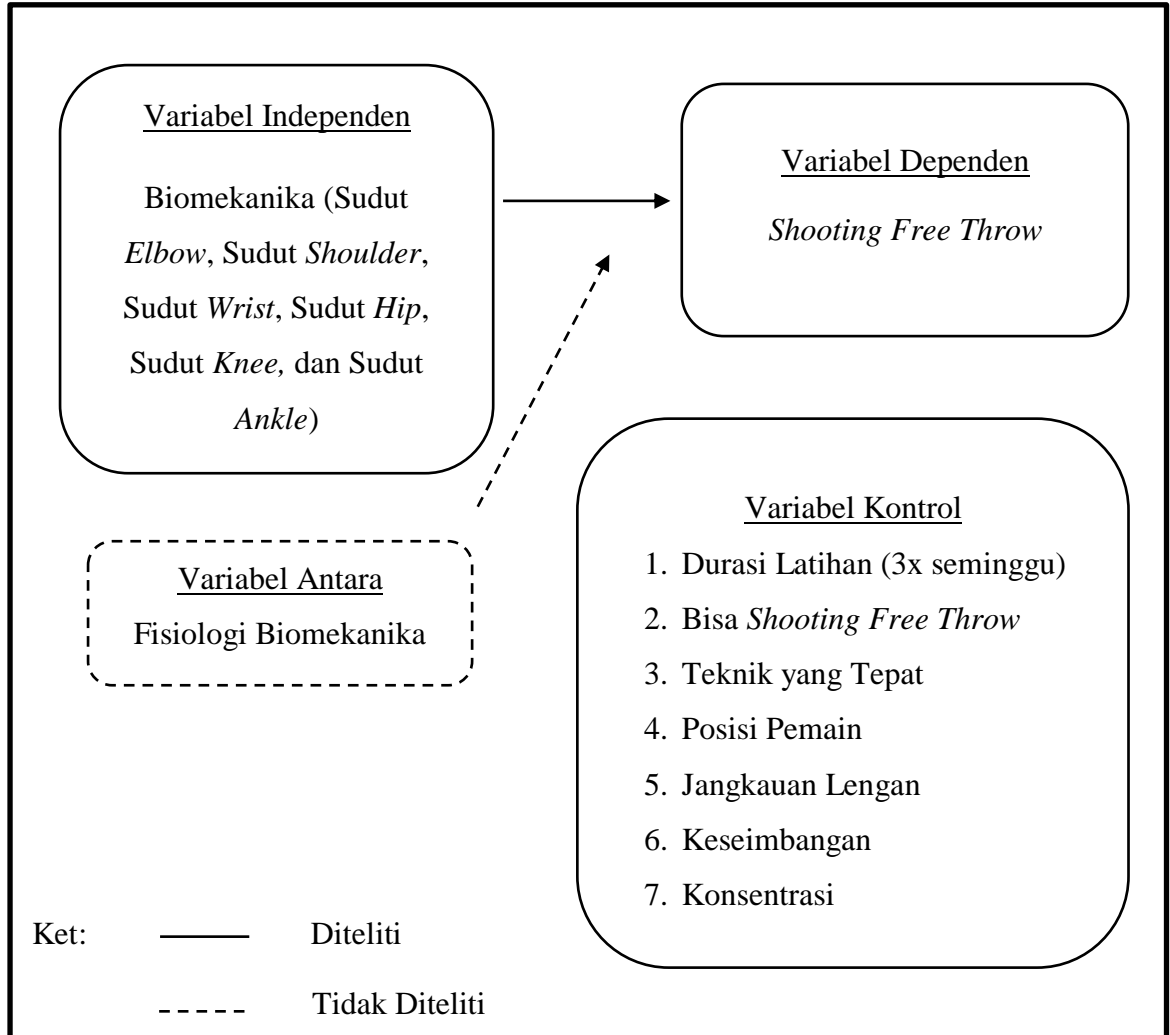 Variabel Independen
Biomekanika (Sudut
Elbow, Sudut Shoulder,
Sudut Wrist, Sudut Hip,
Sudut Knee, dan Sudut
Ankle)
Variabel Dependen
Shooting Free Throw
Variabel Antara
Fisiologi Biomekanika
Variabel Kontrol
1. Durasi Latihan (3x seminggu)
2. Bisa Shooting Free Throw
3. Teknik yang Tepat
4. Posisi Pemain
5. Jangkauan Lengan
6. Keseimbangan
7. Konsentrasi
Ket: Diteliti
Tidak Diteliti